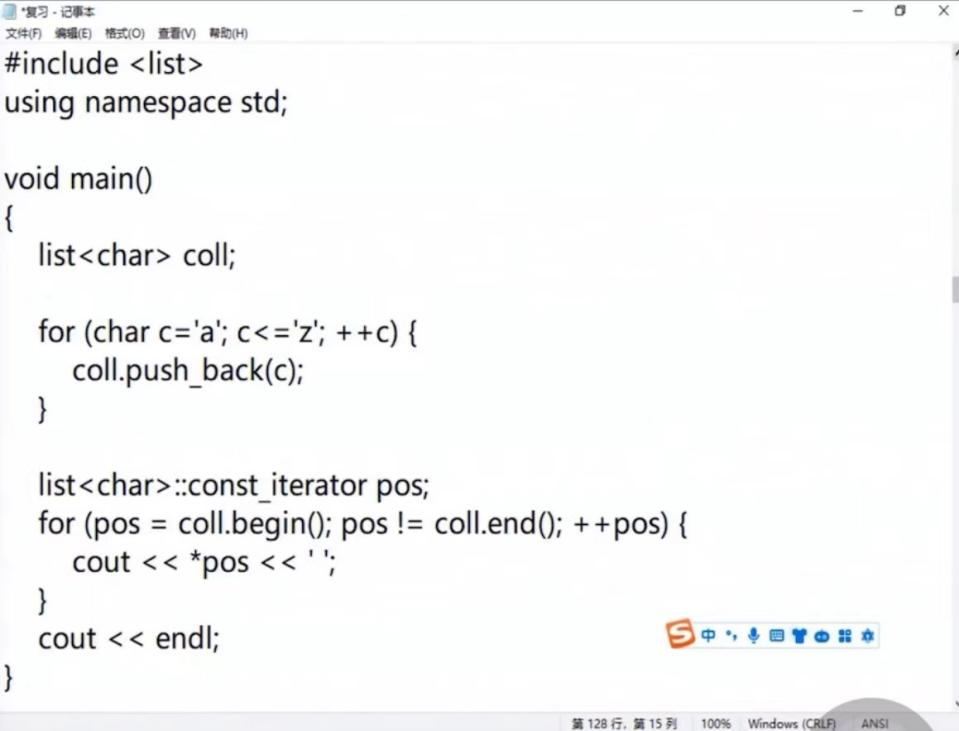 *复习 - 记事本
文件(F) 编辑(E) 格式(O) 查看(V) 帮助(H)
#include <list>
using namespace std;
void main()
{
list<char> coll;
for (char c='a'; c<='z'; ++c) {
coll.push_back(c);
}
list<char>::const_iterator pos;
for (pos = coll.begin(); pos != coll.end(); ++pos) {
cout << *pos << ' ';
}
cout << endl;
}
S 中
第 128 行, 第 15 列 100% Windows (CRLF) ANSI